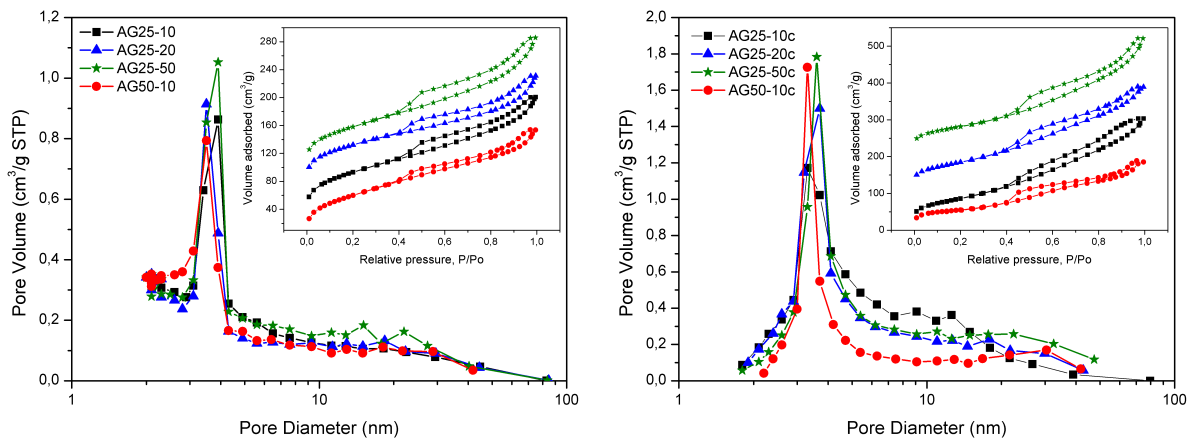 1,2
1,0
0,8
0,6
0,4
0,2
0,0
Pore Volume (cm³/g STP)
1
10
100
Pore Diameter (nm)
AG25-10
AG25-20
AG25-50
AG50-10
280
240
200
160
120
80
40
Volume adsorbed (cm³/g)
0,0 0,2 0,4 0,6 0,8 1,0
Relative pressure, P/Po
2,0
1,8
1,6
1,4
1,2
1,0
0,8
0,6
0,4
0,2
0,0
Pore Volume (cm³/g STP)
1
10
100
Pore Diameter (nm)
AG25-10c
AG25-20c
AG25-50c
AG50-10c
500
400
300
200
100
0
Volume adsorbed (cm³/g)
0,0 0,2 0,4 0,6 0,8 1,0
Relative pressure, P/Po